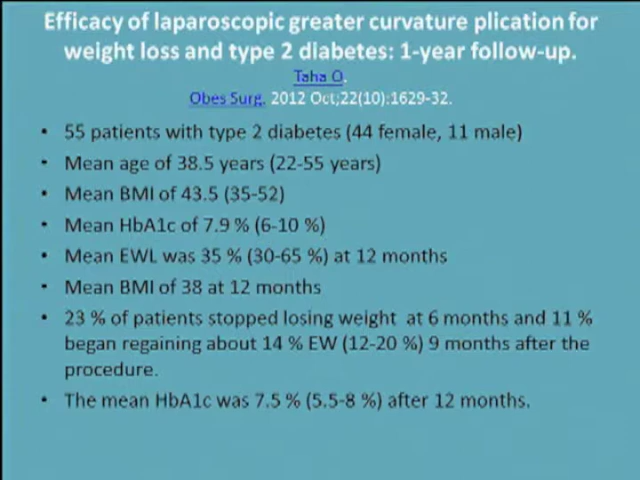 Efficacy of laparoscopic greater curvature plication for
weight loss and type 2 diabetes: 1-year follow-up.
Taha O.
Obes Surg. 2012 Oct;22(10):1629-32.
• 55 patients with type 2 diabetes (44 female, 11 male)
• Mean age of 38.5 years (22-55 years)
• Mean BMI of 43.5 (35-52)
• Mean HbA1c of 7.9 % (6-10 %)
• Mean EWL was 35 % (30-65 %) at 12 months
• Mean BMI of 38 at 12 months
• 23 % of patients stopped losing weight at 6 months and 11 %
began regaining about 14 % EW (12-20 %) 9 months after the
procedure.
• The mean HbA1c was 7.5 % (5.5-8 %) after 12 months.